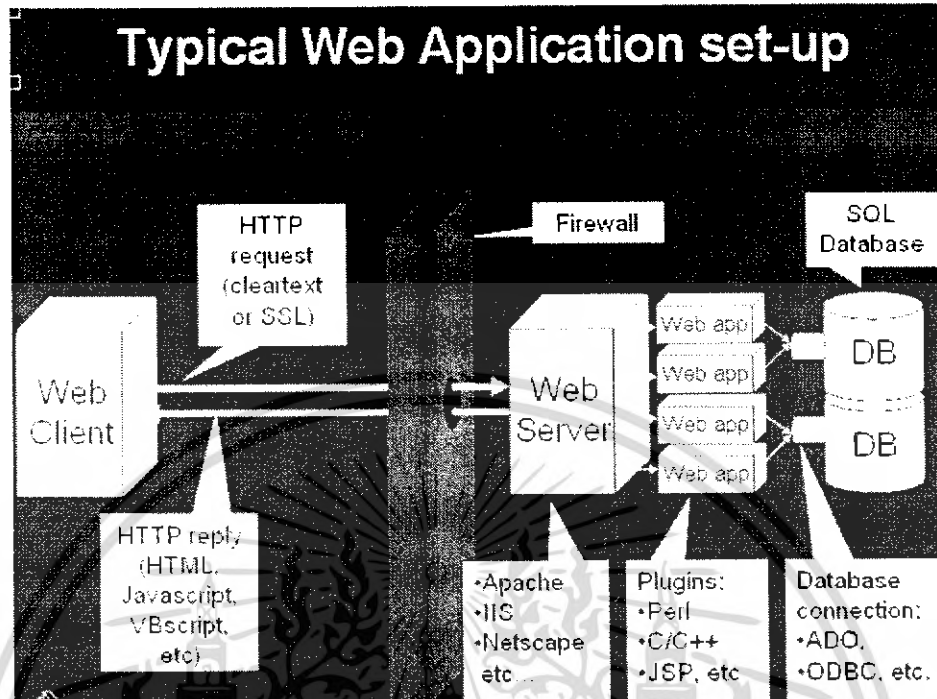 Typical Web Application set-up
HTTP
request
(cleartext
or SSL)
Firewall
SQL
Database
Web
Client
Web
Server
Web app
Web app
Web app
Web app
DB
DB
HTTP reply
(HTML,
Javascript,
VBscript,
etc)
•Apache
•IIS
•Netscape
etc...
Plugins:
•Perl
•C/C++
•JSP, etc
Database
connection:
•ADO,
•ODBC, etc.